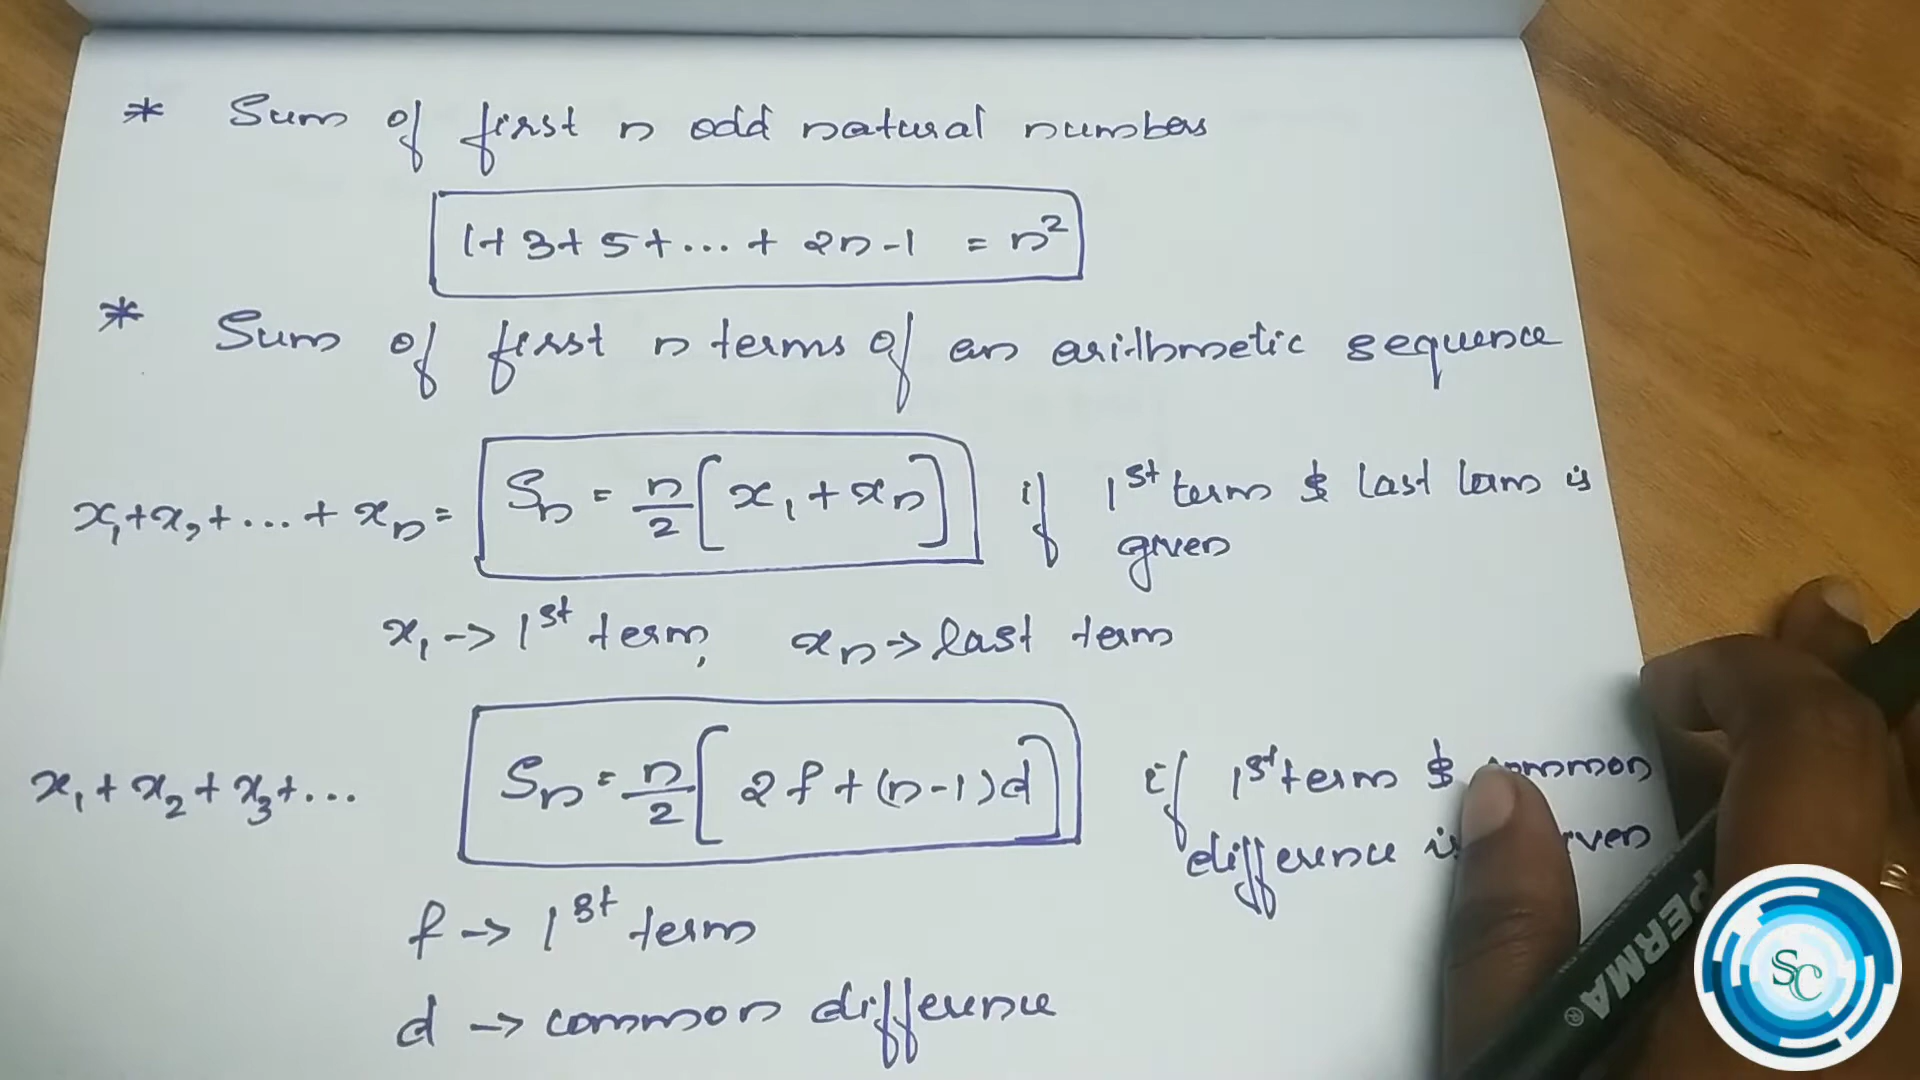 * Sum of first n odd natural numbers
1+3+5+...+ 2n-1 = n²
* Sum of first n terms of an arithmetic sequence
x₁+x₂+...+xₙ = Sₙ = n/2 [x₁+xₙ] if 1st term & last term is
given
x₁ → 1st term, xₙ → last term
x₁+x₂+x₃+... Sₙ = n/2 [2f+(n-1)d] if 1st term & common
difference is
f → 1st term
d → common difference
PERMA
SC